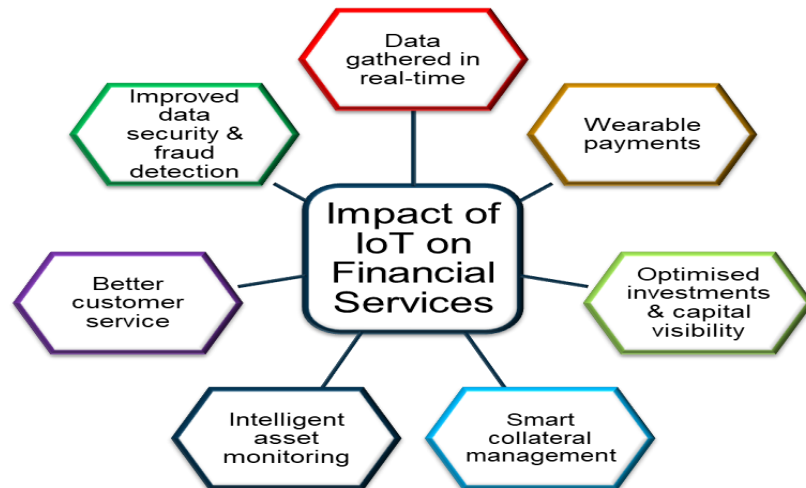 Data
gathered in
real-time
Improved
data
security &
fraud
detection
Wearable
payments
Impact of
IoT on
Financial
Services
Better
customer
service
Optimised
investments
& capital
visibility
Intelligent
asset
monitoring
Smart
collateral
management